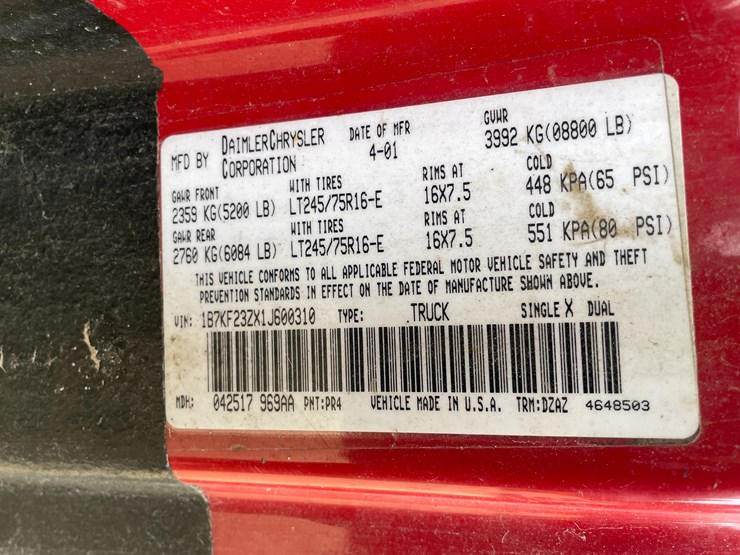 MFD BY DAIMLERCHRYSLER CORPORATION DATE OF MFR 4-01 GVWR 3992 KG(08800 LB)
GAWR FRONT WITH TIRES RIMS AT COLD
2359 KG(5200 LB) LT245/75R16-E 16X7.5 448 KPA(65 PSI)
GAWR REAR WITH TIRES RIMS AT COLD
2760 KG(6084 LB) LT245/75R16-E 16X7.5 551 KPA(80 PSI)
THIS VEHICLE CONFORMS TO ALL APPLICABLE FEDERAL MOTOR VEHICLE SAFETY AND THEFT
PREVENTION STANDARDS IN EFFECT ON THE DATE OF MANUFACTURE SHOWN ABOVE.
VIN: 1B7KF23ZX1J600310 TYPE: TRUCK SINGLE X DUAL
MDH: 042517 969AA PNT:PR4 VEHICLE MADE IN U.S.A. TRM:DZAZ 4648503